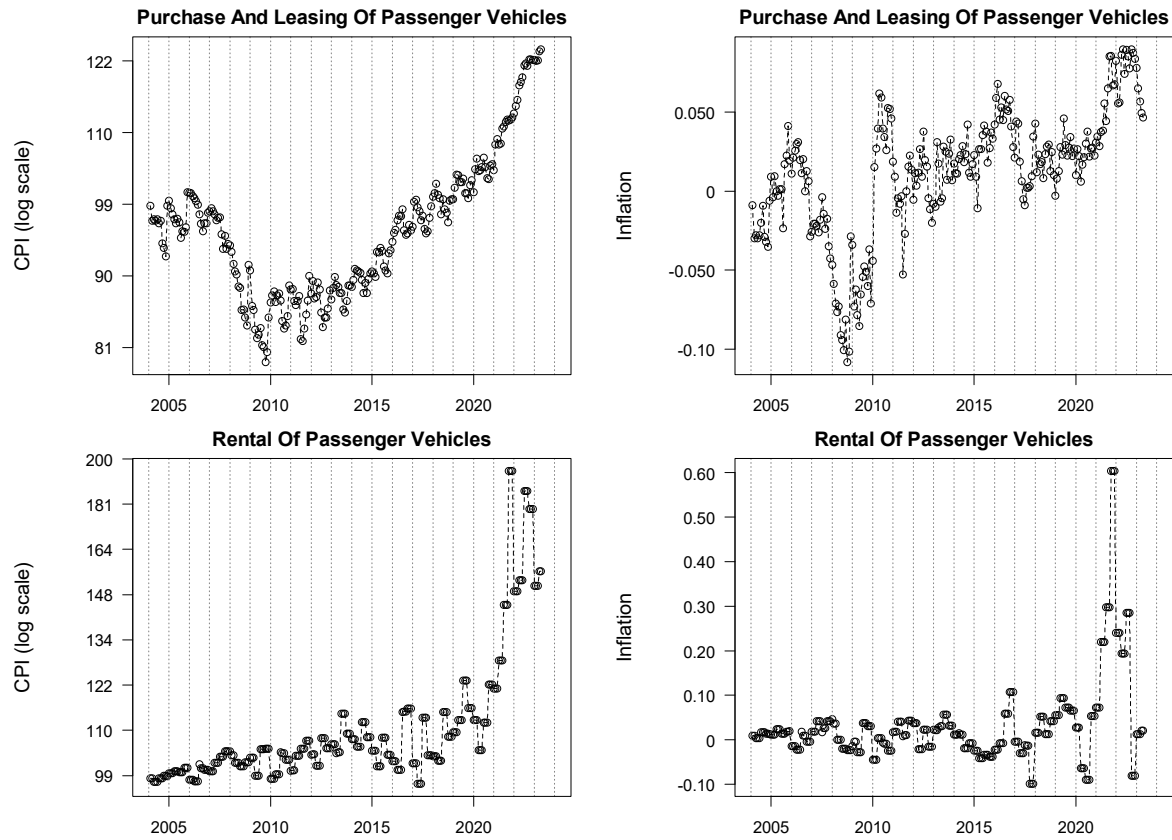 Purchase And Leasing Of Passenger Vehicles
CPI (log scale)
122
110
99
90
81
2005 2010 2015 2020
Purchase And Leasing Of Passenger Vehicles
Inflation
0.050
0
-0.050
-0.10
2005 2010 2015 2020
Rental Of Passenger Vehicles
CPI (log scale)
200
181
164
148
134
122
110
99
2005 2010 2015 2020
Rental Of Passenger Vehicles
Inflation
0.60
0.50
0.40
0.30
0.20
0.10
0
-0.10
2005 2010 2015 2020